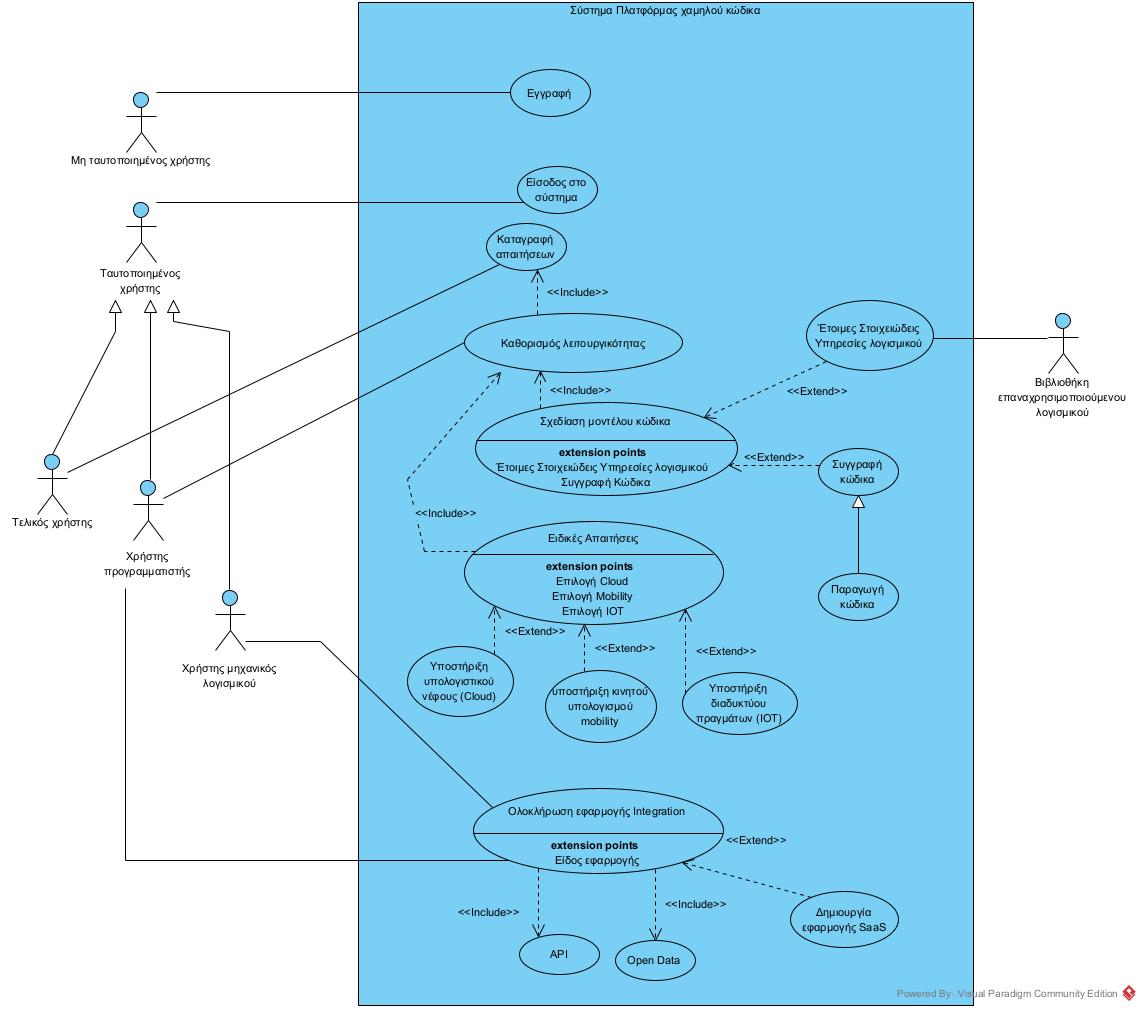 Σύστημα Πλατφόρμας χαμηλού κώδικα
Εγγραφή
Μη ταυτοποιημένος χρήστης
Είσοδος στο
σύστημα
Ταυτοποιημένος
χρήστης
Καταγραφή
απαιτήσεων
<<Include>>
Καθορισμός λειτουργικότητας
Έτοιμες Στοιχειώδεις
Υπηρεσίες λογισμικού
Βιβλιοθήκη
επαναχρησιμοποιούμενου
λογισμικού
<<Include>>
<<Extend>>
Σχεδίαση μοντέλου κώδικα
extension points
Έτοιμες Στοιχειώδεις Υπηρεσίες λογισμικού
Συγγραφή Κώδικα
<<Extend>>
Συγγραφή
κώδικα
Τελικός χρήστης
<<Include>>
Χρήστης
προγραμματιστής
Ειδικές Απαιτήσεις
extension points
Επιλογή Cloud
Επιλογή Mobility
Επιλογή IOT
Παραγωγή
κώδικα
<<Extend>>
<<Extend>>
<<Extend>>
Χρήστης μηχανικός
λογισμικού
Υποστήριξη
υπολογιστικού
νέφους (Cloud)
υποστήριξη κινητού
υπολογισμού
mobility
Υποστήριξη
διαδυκτύου
πραγμάτων (IOT)
Ολοκλήρωση εφαρμογής Integration
extension points
Είδος εφαρμογής
<<Extend>>
<<Include>>
<<Include>>
Δημιουργία
εφαρμογής SaaS
API
Open Data
Powered By Visual Paradigm Community Edition